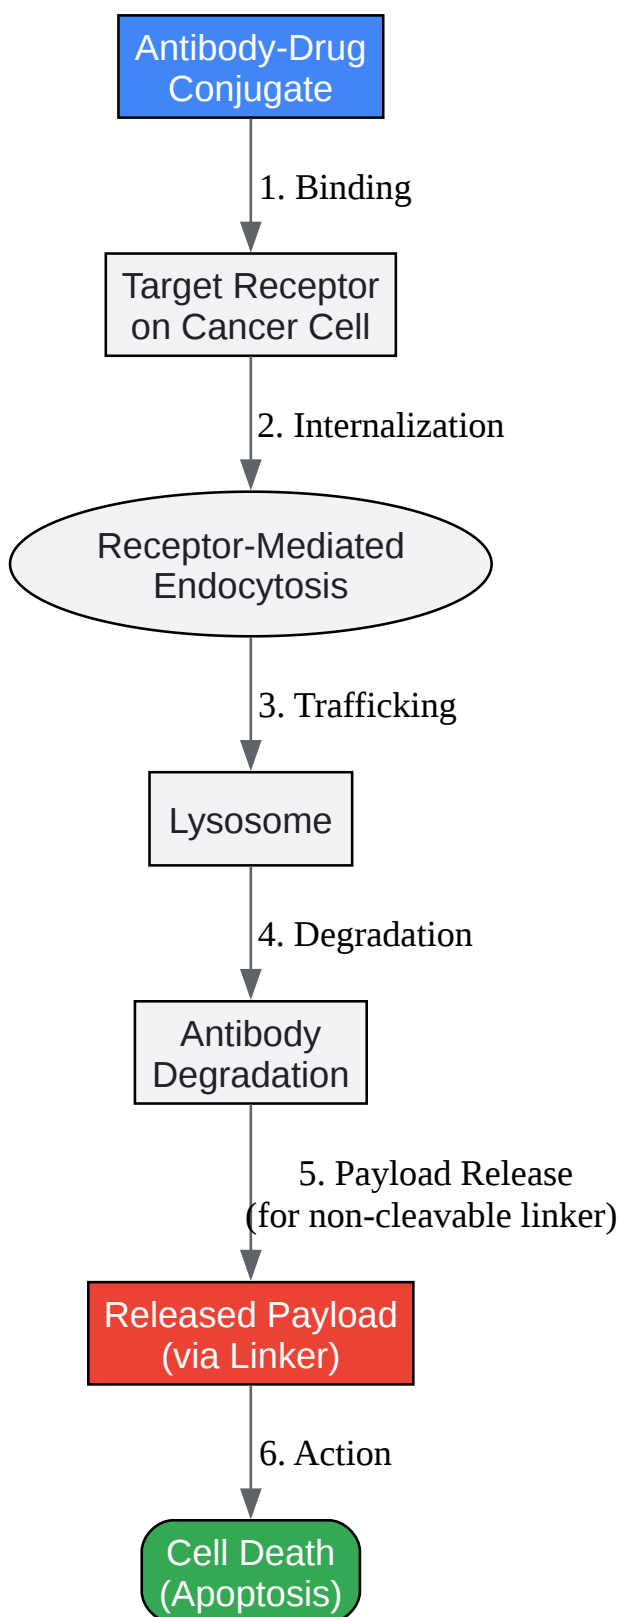 Antibody-Drug
Conjugate
1. Binding
Target Receptor
on Cancer Cell
2. Internalization
Receptor-Mediated
Endocytosis
3. Trafficking
Lysosome
4. Degradation
Antibody
Degradation
5. Payload Release
(for non-cleavable linker)
Released Payload
(via Linker)
6. Action
Cell Death
(Apoptosis)